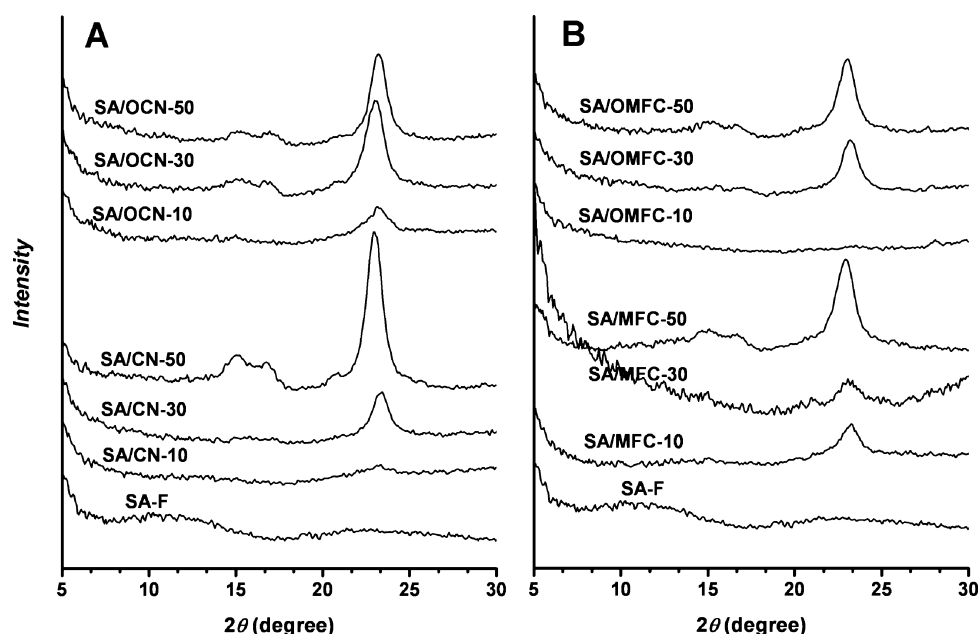 A
SA/OCN-50
SA/OCN-30
SA/OCN-10
SA/CN-50
SA/CN-30
SA/CN-10
SA-F
Intensity
5 10 15 20 25 30
2θ (degree)
B
SA/OMFC-50
SA/OMFC-30
SA/OMFC-10
SA/MFC-50
SA/MFC-30
SA/MFC-10
SA-F
5 10 15 20 25 30
2θ (degree)